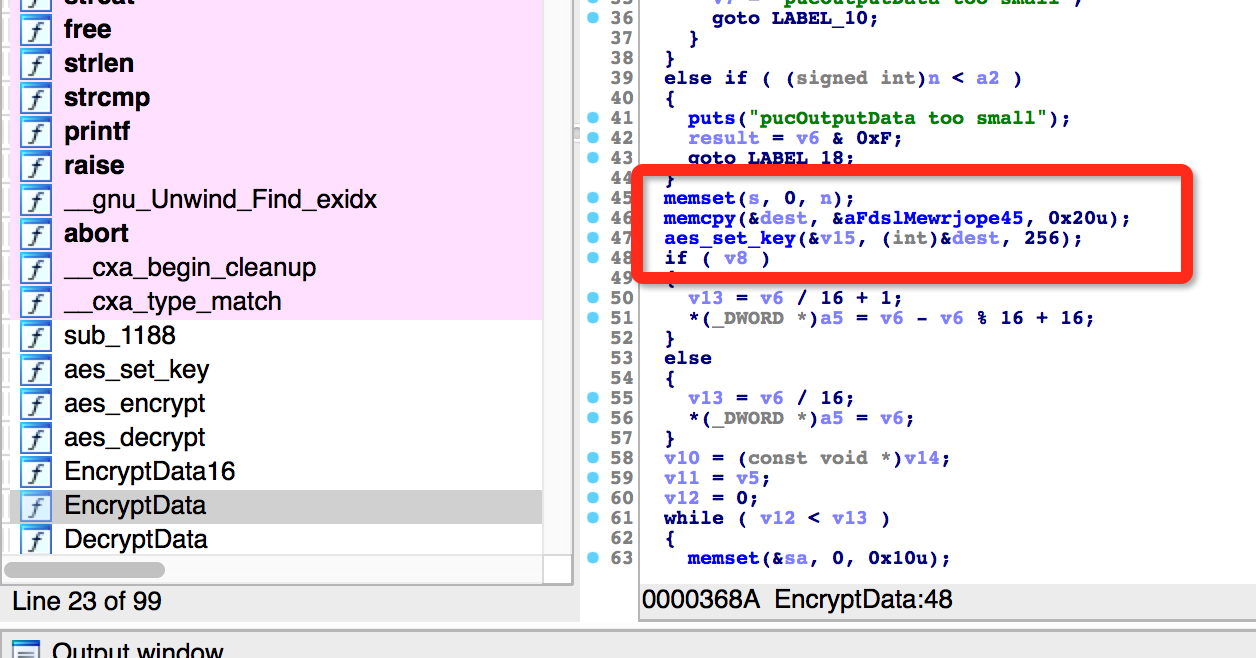 strcat
free
strlen
strcmp
printf
raise
__gnu_Unwind_Find_exidx
abort
__cxa_begin_cleanup
__cxa_type_match
sub_1188
aes_set_key
aes_encrypt
aes_decrypt
EncryptData16
EncryptData
DecryptData
Line 23 of 99
35 v7 = "pucOutputData too small";
36 goto LABEL_10;
37 }
38 }
39 else if ( (signed int)n < a2 )
40 {
41 puts("pucOutputData too small");
42 result = v6 & 0xF;
43 goto LABEL_18;
44 }
45 memset(s, 0, n);
46 memcpy(&dest, &aFdslMewrjope45, 0x20u);
47 aes_set_key(&v15, (int)&dest, 256);
48 if ( v8 )
49 {
50 v13 = v6 / 16 + 1;
51 *(_DWORD *)a5 = v6 - v6 % 16 + 16;
52 }
53 else
54 {
55 v13 = v6 / 16;
56 *(_DWORD *)a5 = v6;
57 }
58 v10 = (const void *)v14;
59 v11 = v5;
60 v12 = 0;
61 while ( v12 < v13 )
62 {
63 memset(&sa, 0, 0x10u);
0000368A EncryptData:48
Output window